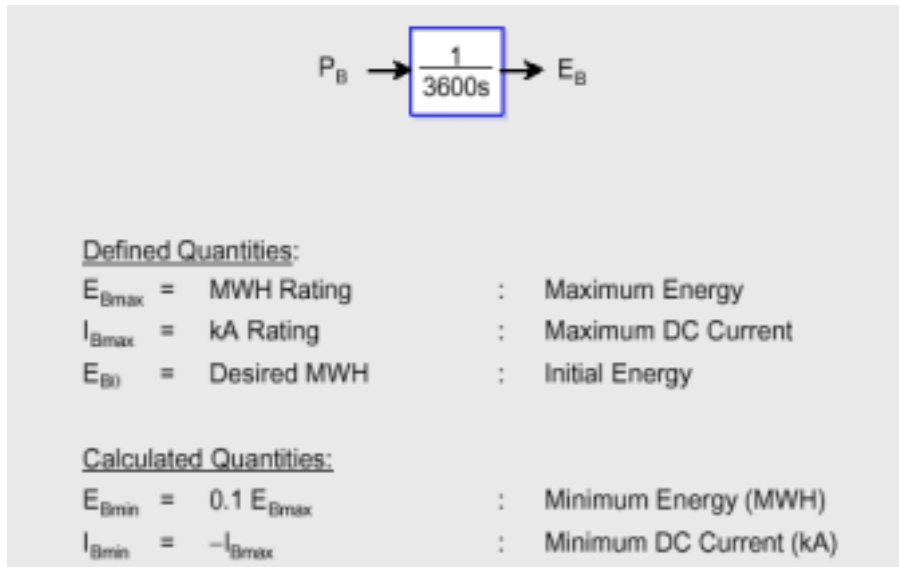 P_B 1/3600s E_B
Defined Quantities:
E_Bmax = MWH Rating : Maximum Energy
I_Bmax = kA Rating : Maximum DC Current
E_B0 = Desired MWH : Initial Energy
Calculated Quantities:
E_Bmin = 0.1 E_Bmax : Minimum Energy (MWH)
I_Bmin = –I_Bmax : Minimum DC Current (kA)